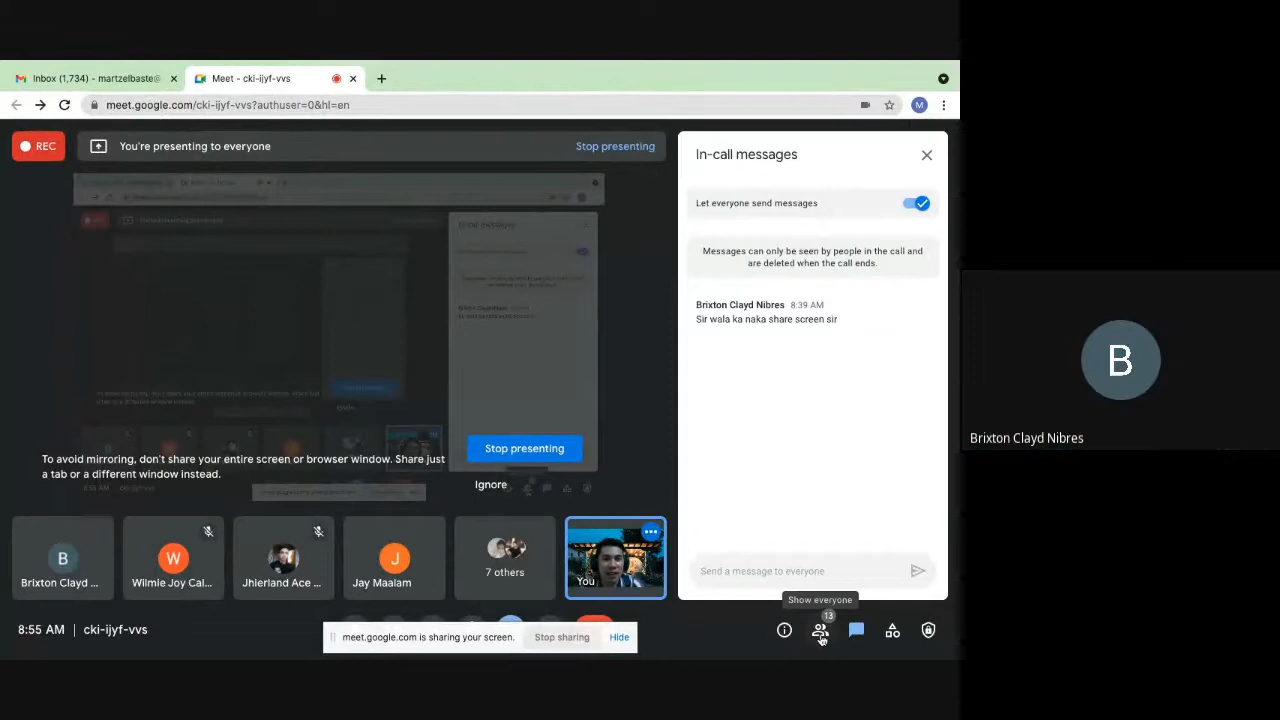 Inbox (1,734) - martzelbaste@
Meet - cki-ijyf-vvs
meet.google.com/cki-ijyf-vvs?authuser=0&hl=en
M
REC
You're presenting to everyone
Stop presenting
In-call messages
Let everyone send messages
Messages can only be seen by people in the call and
are deleted when the call ends.
Brixton Clayd Nibres 8:39 AM
Sir wala ka naka share screen sir
Stop presenting
To avoid mirroring, don't share your entire screen or browser window. Share just
a tab or a different window instead.
Ignore
B
Brixton Clayd ...
W
Wilmie Joy Cal...
Jhierland Ace ...
J
Jay Maalam
7 others
You
Send a message to everyone
Show everyone
13
8:55 AM | cki-ijyf-vvs
meet.google.com is sharing your screen.
Stop sharing
Hide
B
Brixton Clayd Nibres